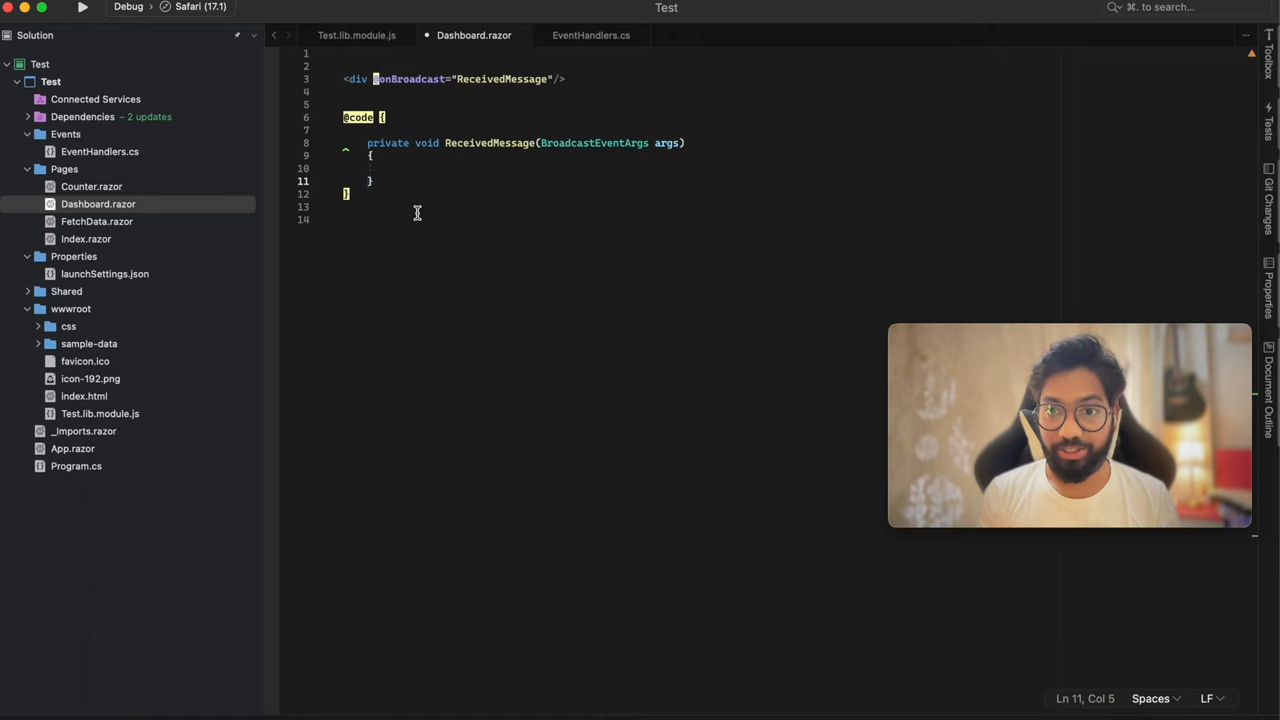 Test
Debug
Safari (17.1)
⌘. to search...
Solution
Test.lib.module.js
Dashboard.razor
EventHandlers.cs
Test
Test
Connected Services
Dependencies – 2 updates
Events
EventHandlers.cs
Pages
Counter.razor
Dashboard.razor
FetchData.razor
Index.razor
Properties
launchSettings.json
Shared
wwwroot
css
sample-data
favicon.ico
icon-192.png
index.html
Test.lib.module.js
_Imports.razor
App.razor
Program.cs
1
2
3 <div @onBroadcast="ReceivedMessage"/>
4
5
6 @code {
7
8 private void ReceivedMessage(BroadcastEventArgs args)
9 {
10
11 }
12 }
13
14
Toolbox
Tests
Git Changes
Properties
Document Outline
Ln 11, Col 5
Spaces
LF